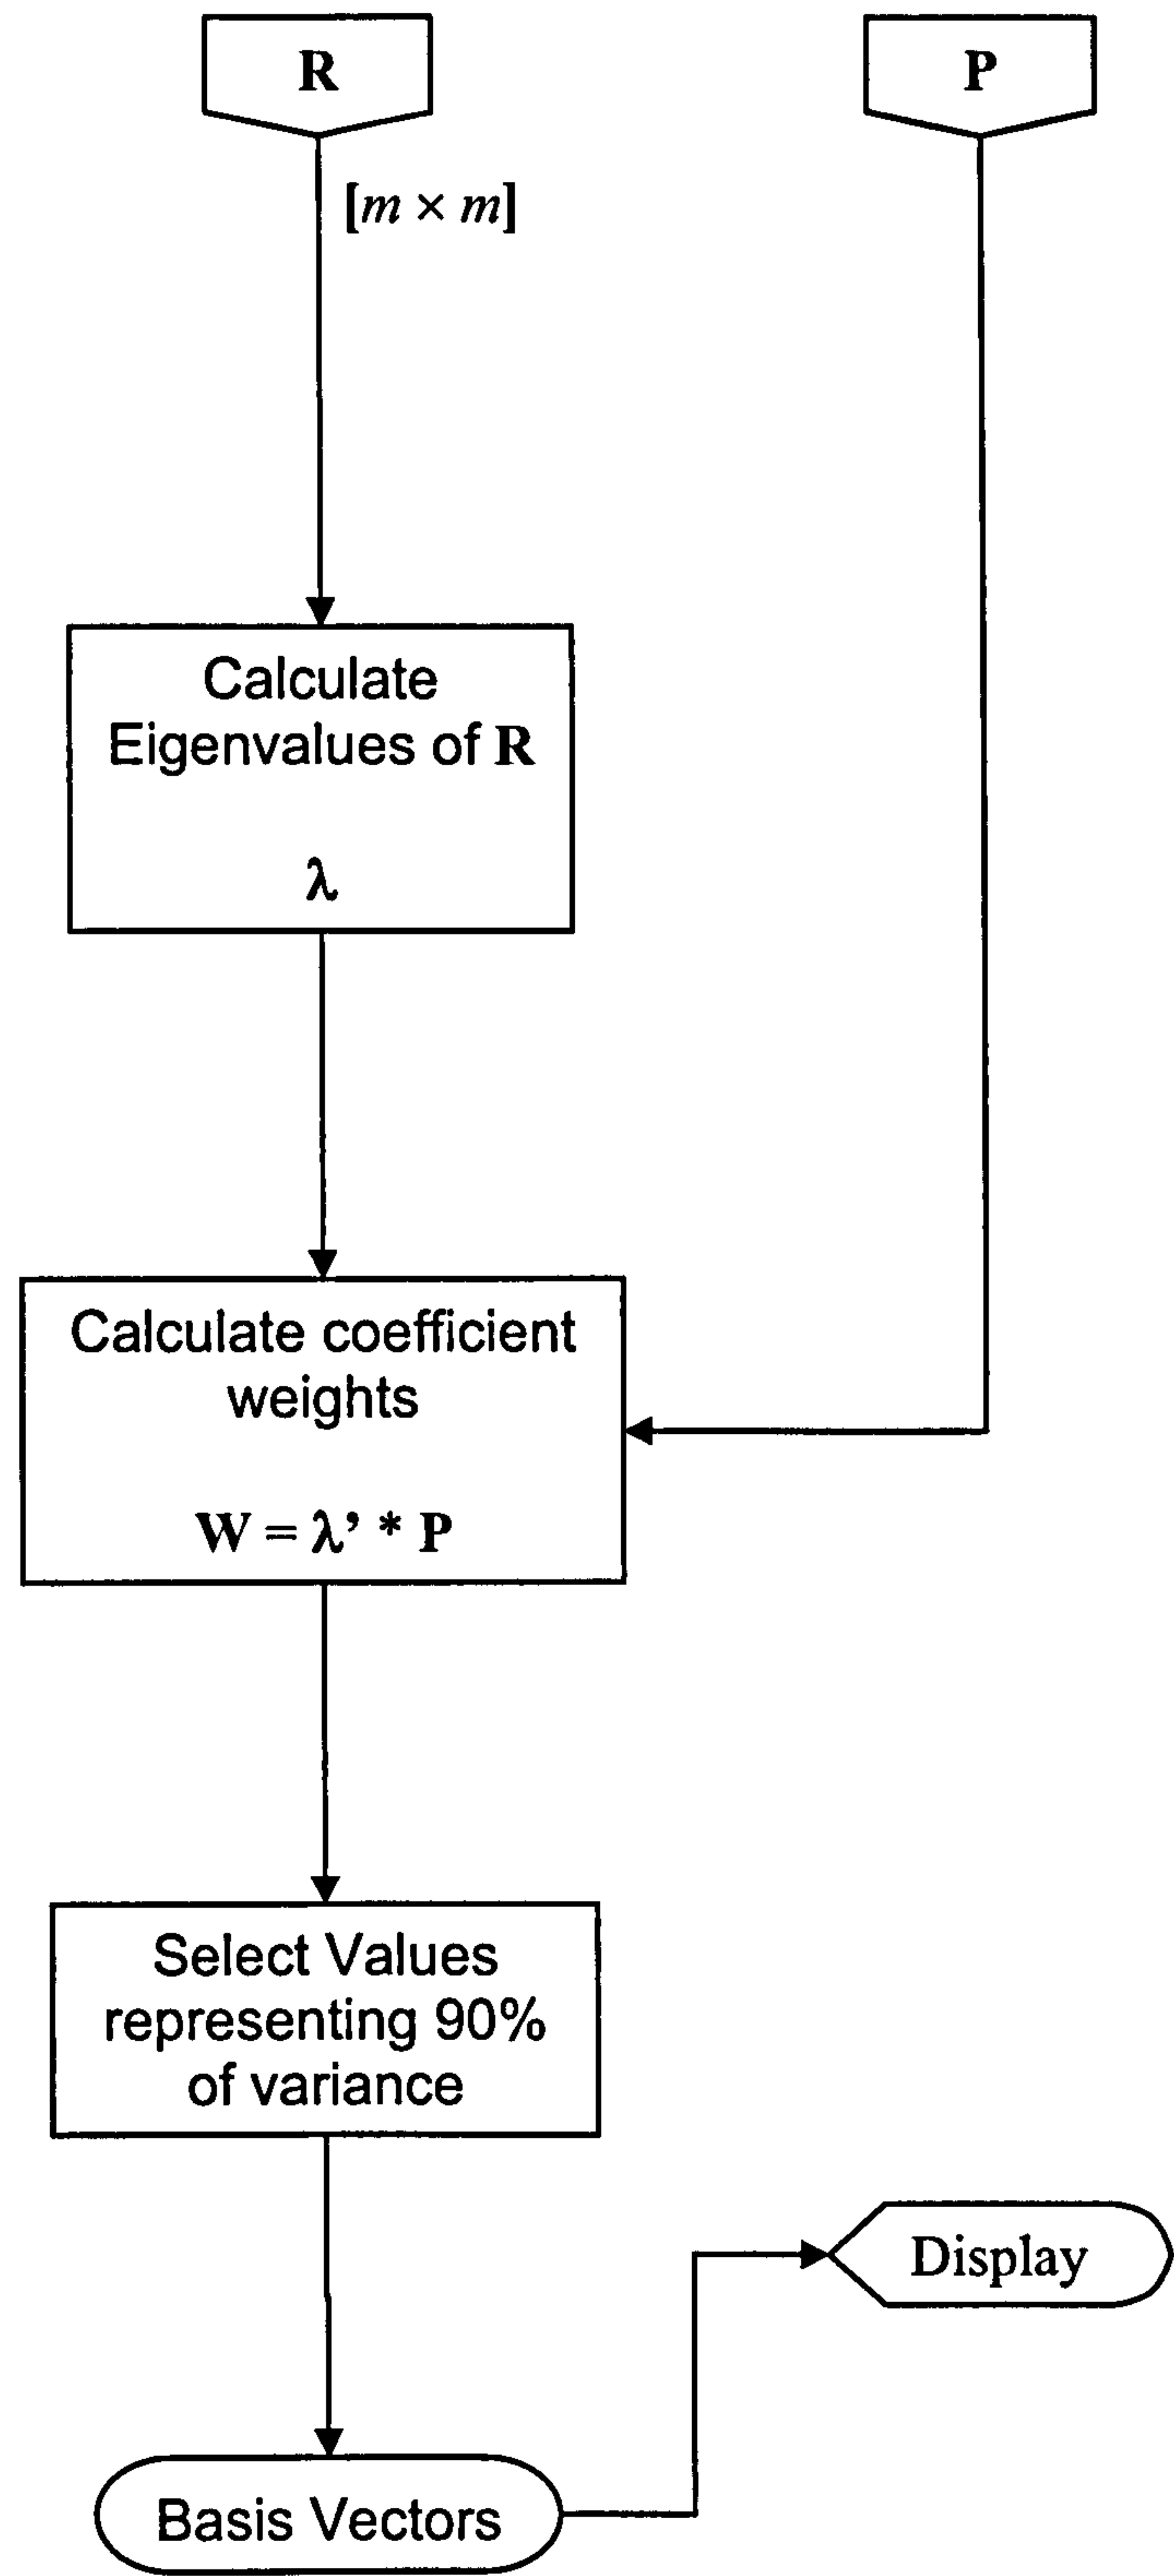 R
P
[m × m]
Calculate
Eigenvalues of R
λ
Calculate coefficient
weights
W = λ’ * P
Select Values
representing 90%
of variance
Display
Basis Vectors